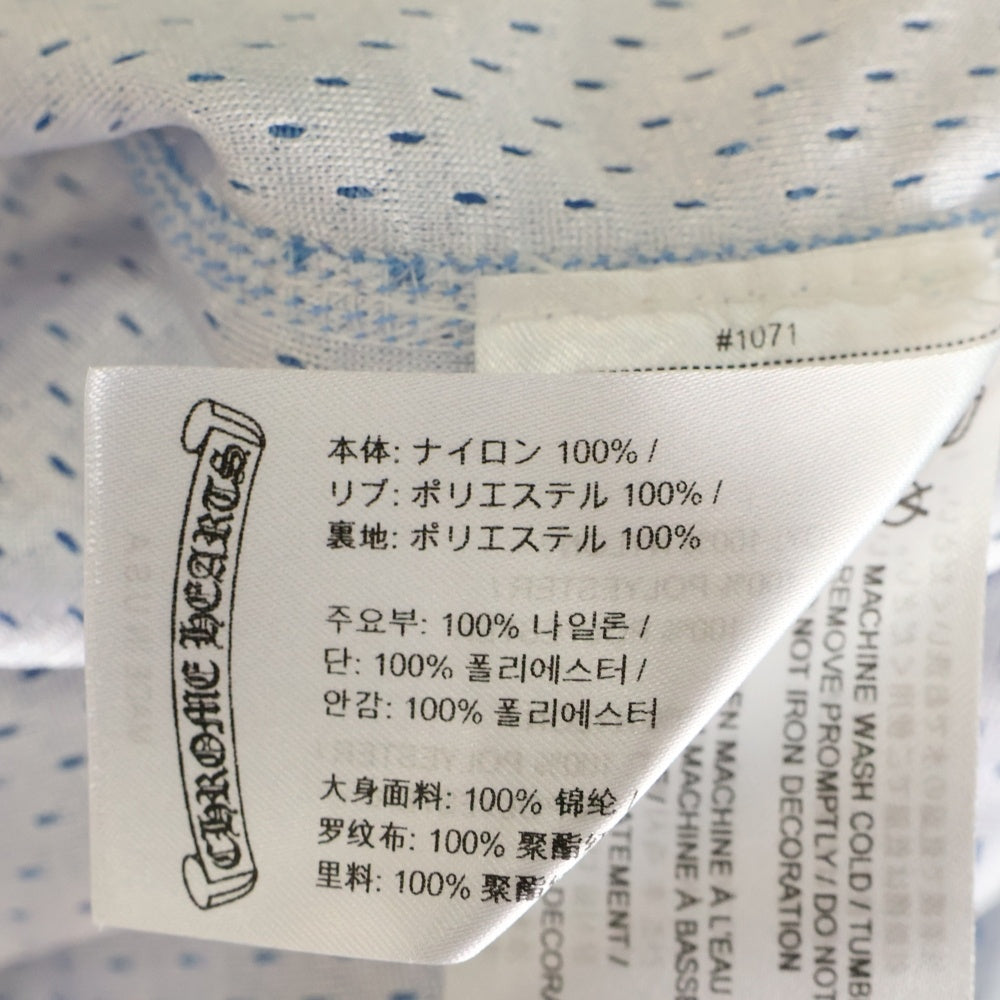 #1071
CHROME HEARTS
本体: ナイロン 100% /
リブ: ポリエステル 100% /
裏地: ポリエステル 100%
주요부: 100% 나일론 /
단: 100% 폴리에스터 /
안감: 100% 폴리에스터
大身面料: 100% 锦纶 /
罗纹布: 100% 聚酯
里料: 100% 聚酯
MACHINE WASH COLD / TUMB
REMOVE PROMPTLY / DO NOT
NOT IRON DECORATION
EN MACHINE À L'EAU
MACHINE À BASSE
TEMENT /